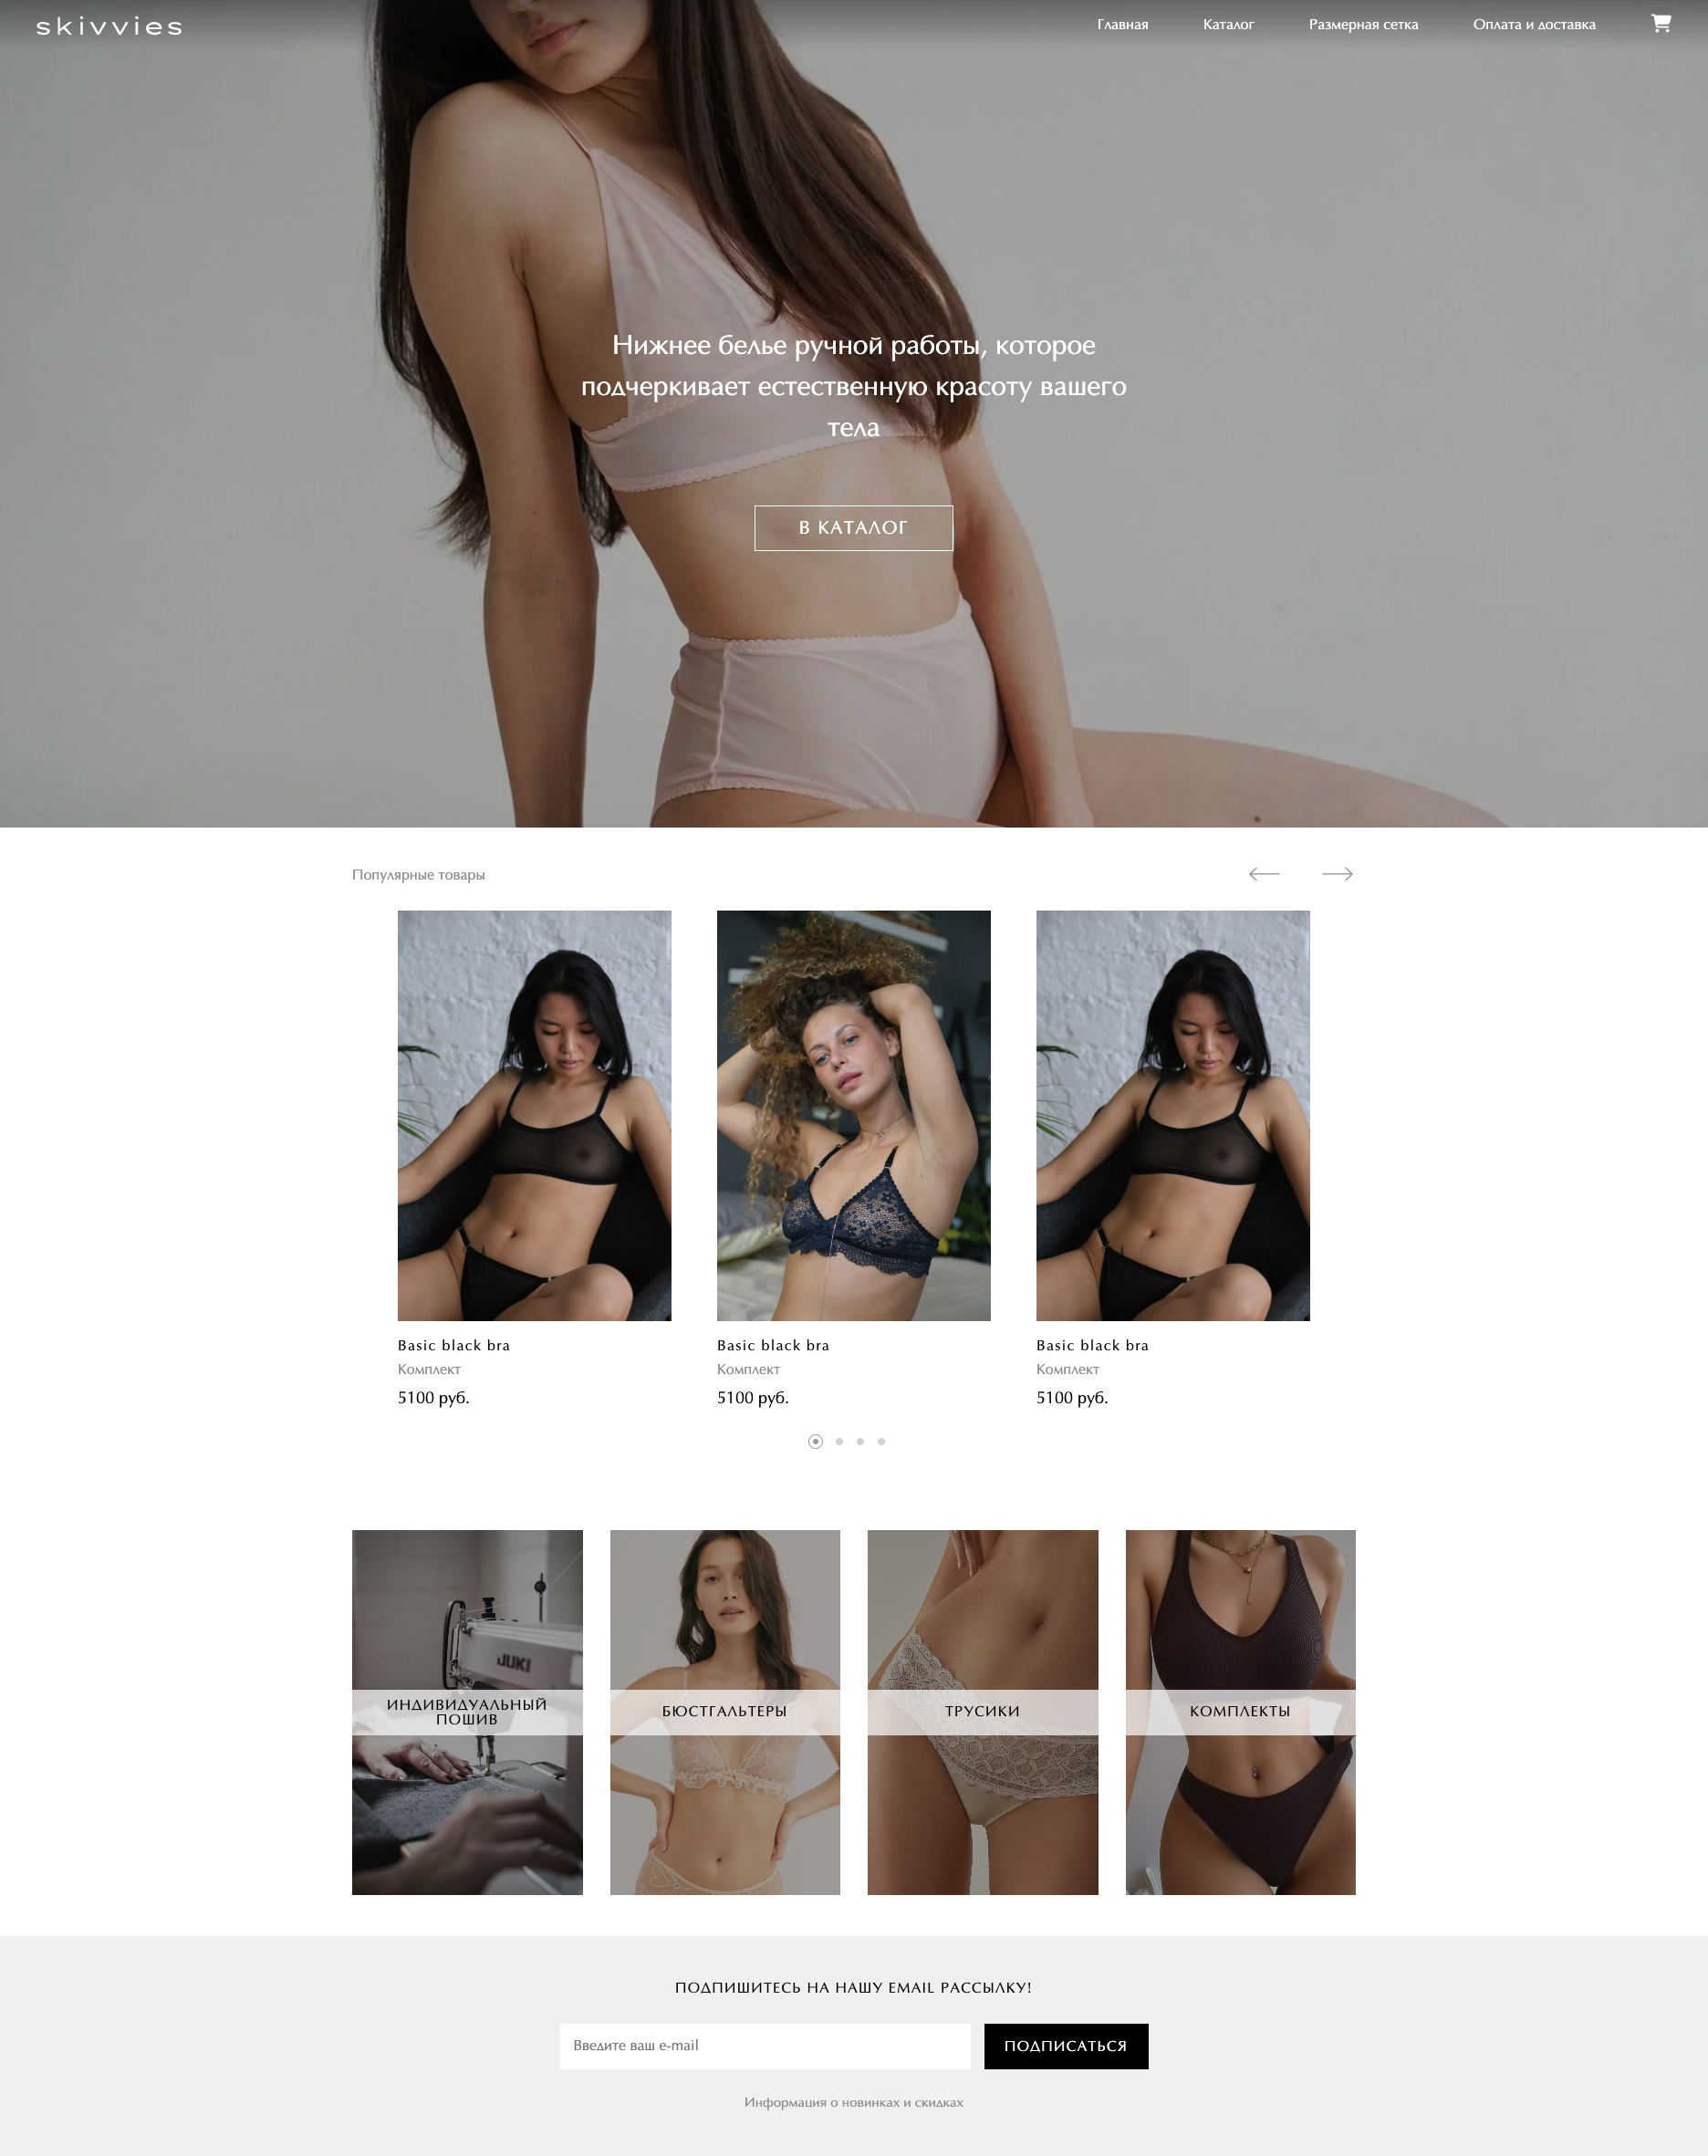 skivvies
Главная Каталог Размерная сетка Оплата и доставка
Нижнее белье ручной работы, которое
подчеркивает естественную красоту вашего
тела
В КАТАЛОГ
Популярные товары
Basic black bra
Комплект
5100 руб.
Basic black bra
Комплект
5100 руб.
Basic black bra
Комплект
5100 руб.
JUKI
ИНДИВИДУАЛЬНЫЙ
ПОШИВ
БЮСТГАЛЬТЕРЫ
ТРУСИКИ
КОМПЛЕКТЫ
ПОДПИШИТЕСЬ НА НАШУ EMAIL РАССЫЛКУ!
Введите ваш e-mail
ПОДПИСАТЬСЯ
Информация о новинках и скидках